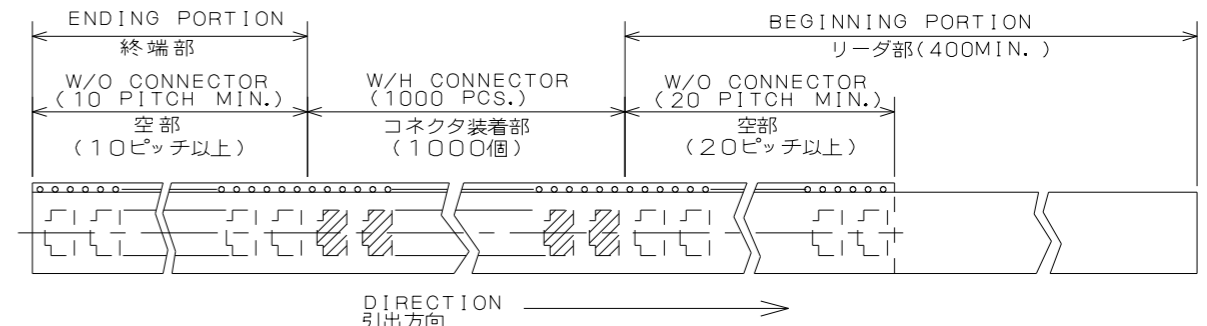 ENDING PORTION
終端部
BEGINNING PORTION
リーダ部(400MIN.)
W/O CONNECTOR
(10 PITCH MIN.)
空部
(10ピッチ以上)
W/H CONNECTOR
(1000 PCS.)
コネクタ装着部
(1000個)
W/O CONNECTOR
(20 PITCH MIN.)
空部
(20ピッチ以上)
DIRECTION
引出方向